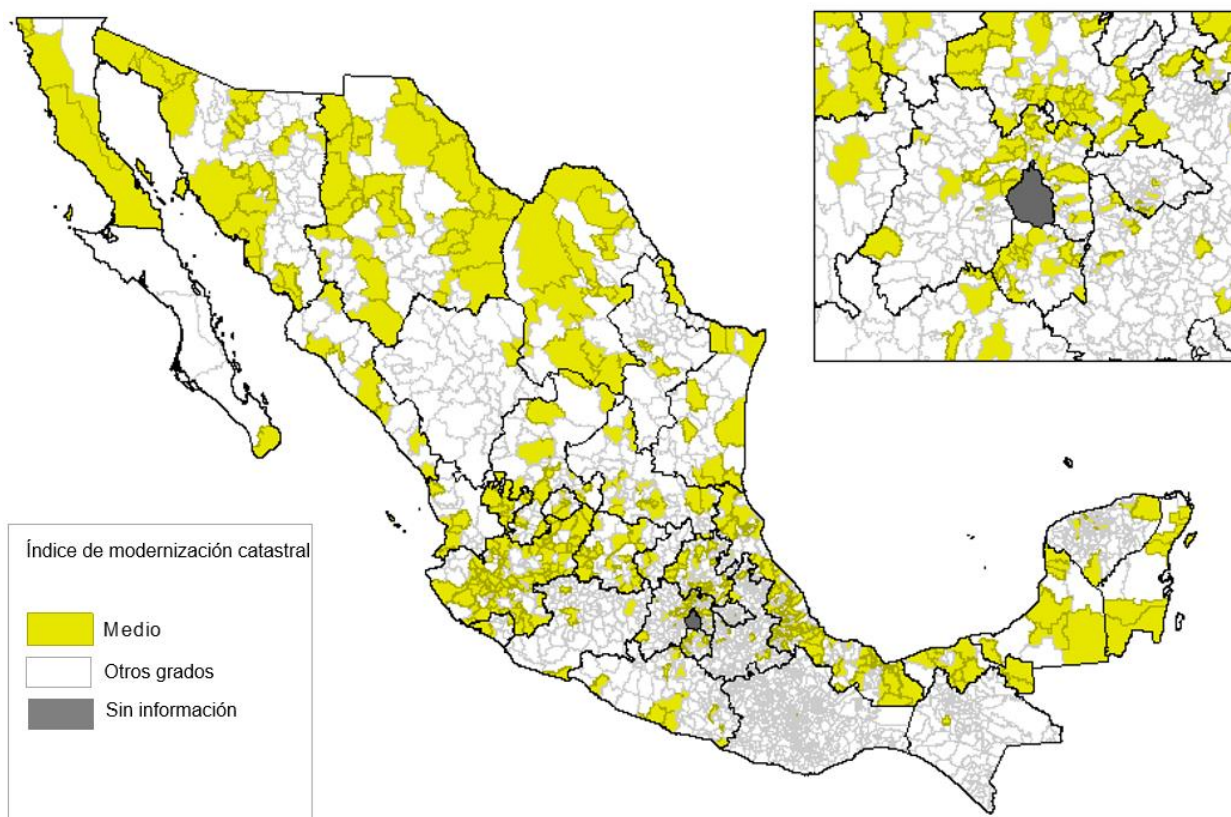 Índice de modernización catastral
Medio
Otros grados
Sin información